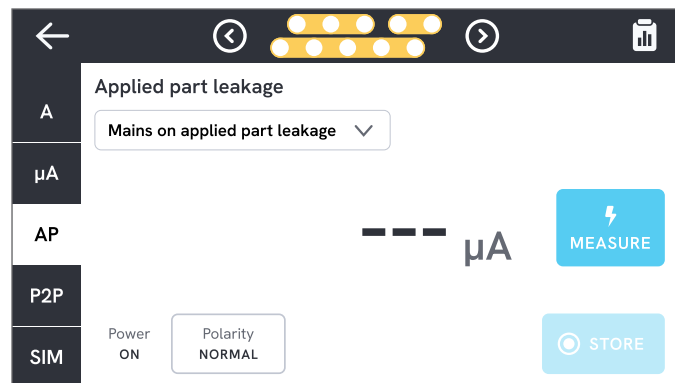 Applied part leakage
Mains on applied part leakage
A
µA
AP
P2P
SIM
--- µA
MEASURE
Power
ON
Polarity
NORMAL
STORE